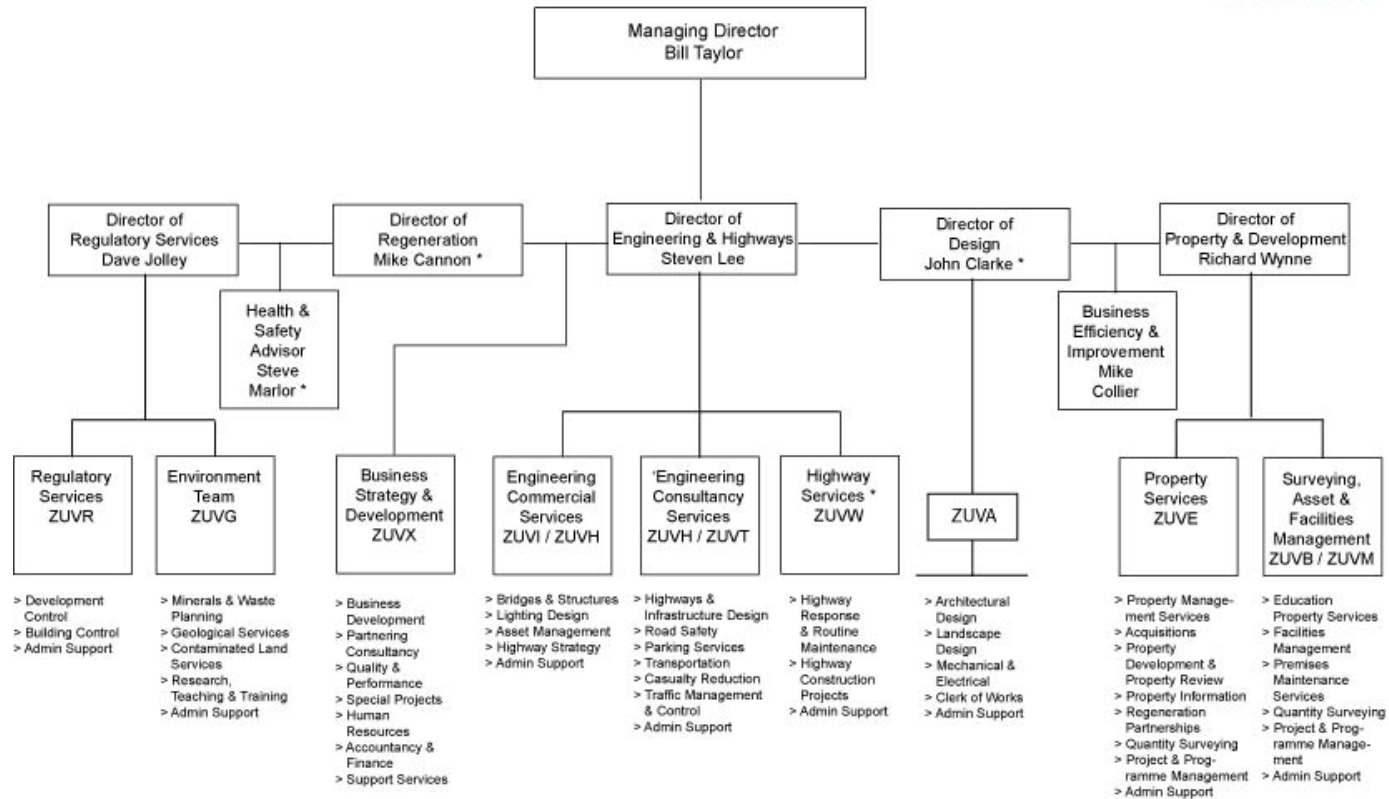 Managing Director
Bill Taylor
Director of
Regulatory Services
Dave Jolley
Director of
Regeneration
Mike Cannon *
Director of
Engineering & Highways
Steven Lee
Director of
Design
John Clarke *
Director of
Property & Development
Richard Wynne
Health &
Safety
Advisor
Steve
Marlor *
Business
Efficiency &
Improvement
Mike
Collier
Regulatory
Services
ZUVR
Environment
Team
ZUVG
Business
Strategy &
Development
ZUVX
Engineering
Commercial
Services
ZUVI / ZUVH
'Engineering
Consultancy
Services
ZUVH / ZUVT
Highway
Services *
ZUVW
ZUVA
Property
Services
ZUVE
Surveying,
Asset &
Facilities
Management
ZUVB / ZUVM
> Development
Control
> Building Control
> Admin Support
> Minerals & Waste
Planning
> Geological Services
> Contaminated Land
Services
> Research,
Teaching & Training
> Admin Support
> Business
Development
> Partnering
Consultancy
> Quality &
Performance
> Special Projects
> Human
Resources
> Accountancy &
Finance
> Support Services
> Bridges & Structures
> Lighting Design
> Asset Management
> Highway Strategy
> Admin Support
> Highways &
Infrastructure Design
> Road Safety
> Parking Services
> Transportation
> Casualty Reduction
> Traffic Management
& Control
> Admin Support
> Highway
Response
& Routine
Maintenance
> Highway
Construction
Projects
> Admin Support
> Architectural
Design
> Landscape
Design
> Mechanical &
Electrical
> Clerk of Works
> Admin Support
> Property Manage-
ment Services
> Acquisitions
> Property
Development &
Property Review
> Property Information
> Regeneration
Partnerships
> Quantity Surveying
> Project & Prog-
ramme Management
> Admin Support
> Education
Property Services
> Facilities
Management
> Premises
Maintenance
Services
> Quantity Surveying
> Project & Prog-
ramme Manage-
ment
> Admin Support